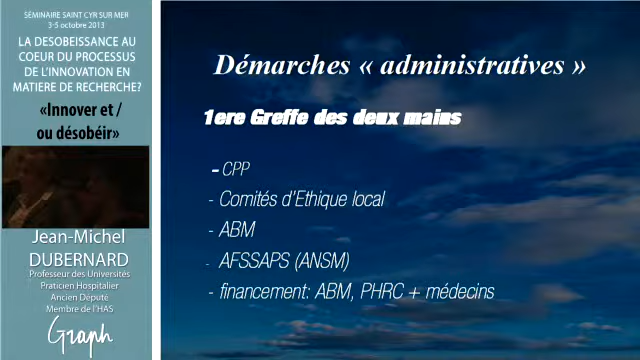 SÉMINAIRE SAINT CYR SUR MER
3-5 octobre 2013
LA DESOBEISSANCE AU
COEUR DU PROCESSUS
DE L'INNOVATION EN
MATIERE DE RECHERCHE?
«Innover et /
ou désobéir»
Jean-Michel
DUBERNARD
Professeur des Universités
Praticien Hospitalier
Ancien Député
Membre de l'HAS
Graph
Démarches « administratives »
1ere Greffe des deux mains
- CPP
- Comités d'Ethique local
- ABM
- AFSSAPS (ANSM)
- financement: ABM, PHRC + médecins